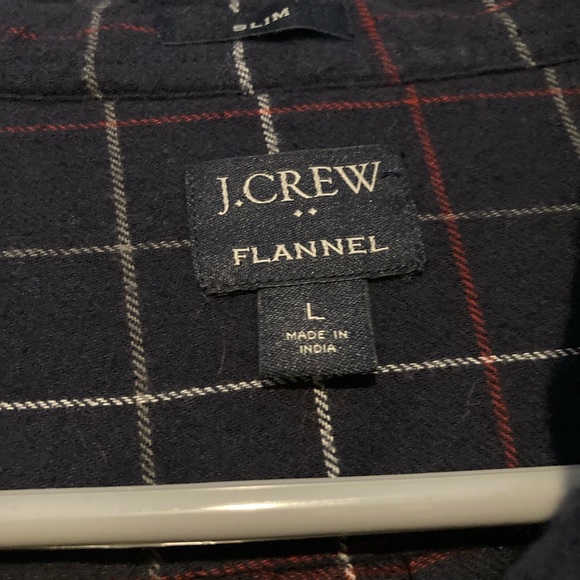 SLIM
J.CREW
FLANNEL
L
MADE IN
INDIA